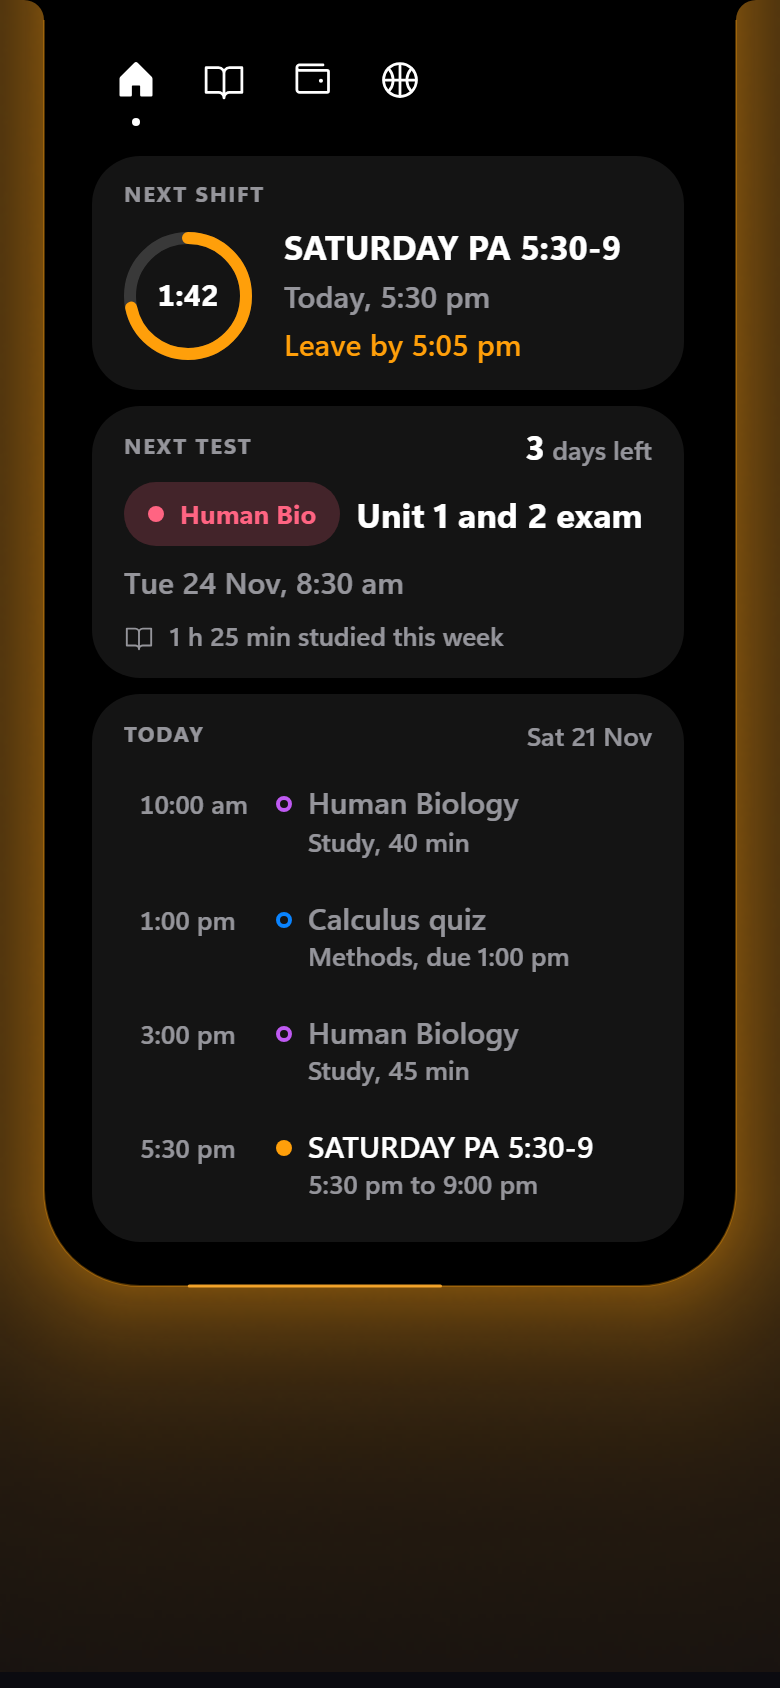 NEXT SHIFT
1:42
SATURDAY PA 5:30-9
Today, 5:30 pm
Leave by 5:05 pm
NEXT TEST
3 days left
Human Bio
Unit 1 and 2 exam
Tue 24 Nov, 8:30 am
1 h 25 min studied this week
TODAY
Sat 21 Nov
10:00 am
Human Biology
Study, 40 min
1:00 pm
Calculus quiz
Methods, due 1:00 pm
3:00 pm
Human Biology
Study, 45 min
5:30 pm
SATURDAY PA 5:30-9
5:30 pm to 9:00 pm